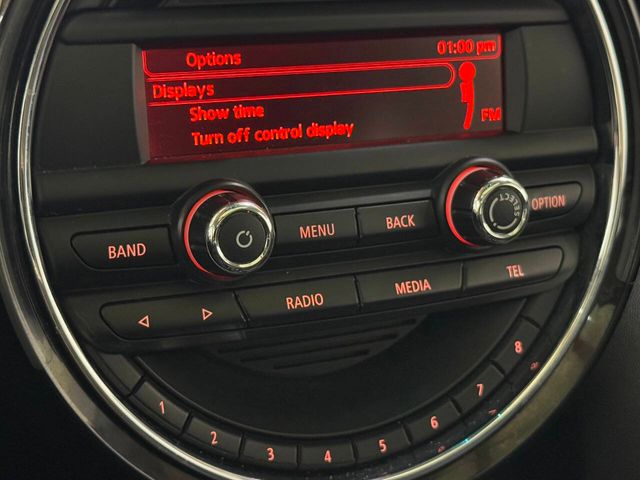 Options 01:00 pm
Displays
Show time
Turn off control display
FM
BAND MENU BACK SELECT OPTION
RADIO MEDIA TEL
1 2 3 4 5 6 7 8